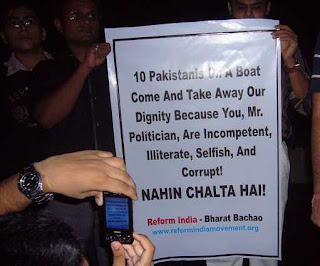 10 Pakistanis On A Boat
Come And Take Away Our
Dignity Because You, Mr.
Politician, Are Incompetent,
Illiterate, Selfish, And
Corrupt!
NAHIN CHALTA HAI!
Reform India - Bharat Bachao
www.reformindiamovement.org